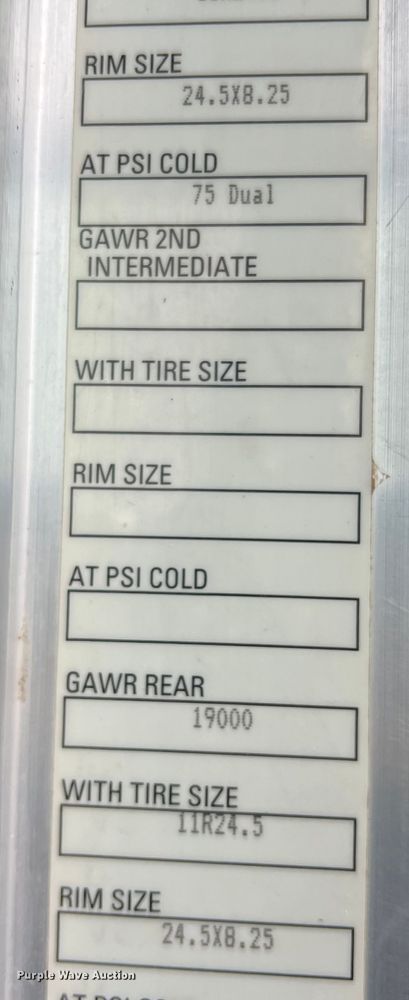 RIM SIZE
24.5X8.25
AT PSI COLD
75 Dual
GAWR 2ND
INTERMEDIATE
WITH TIRE SIZE
RIM SIZE
AT PSI COLD
GAWR REAR
19000
WITH TIRE SIZE
11R24.5
RIM SIZE
24.5X8.25
Purple Wave Auction